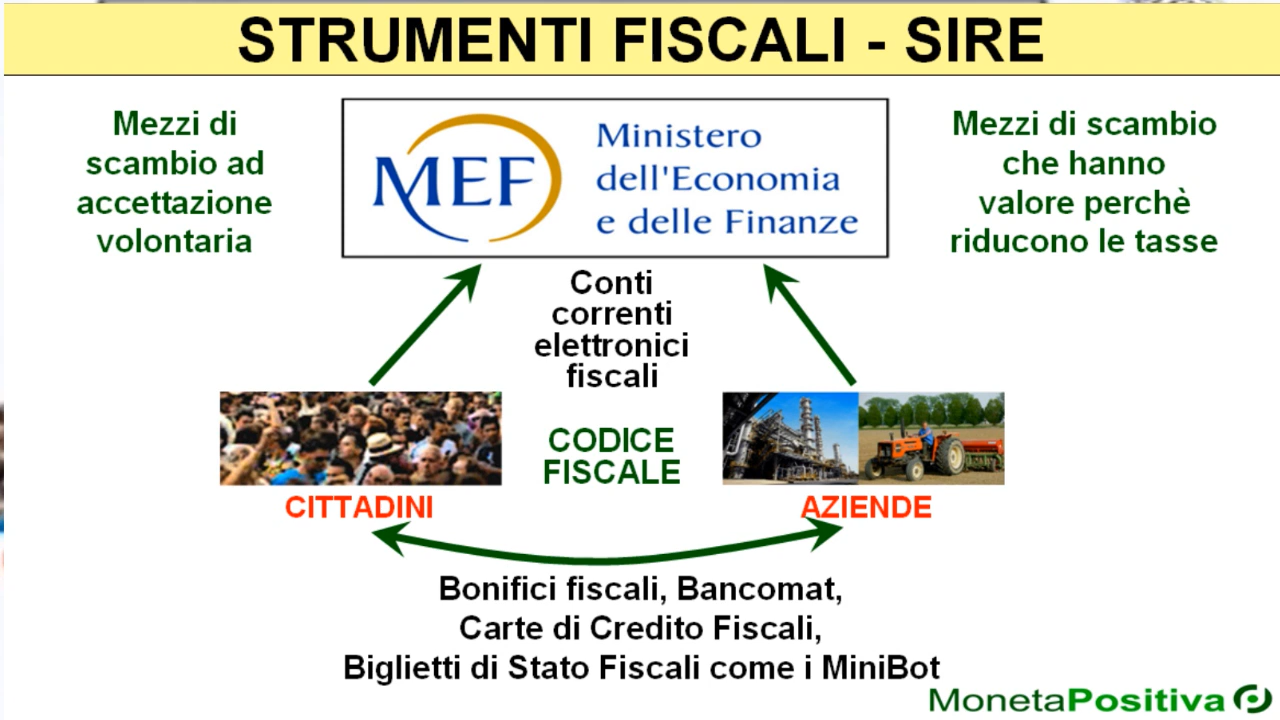 STRUMENTI FISCALI - SIRE
Mezzi di
scambio ad
accettazione
volontaria
MEF
Ministero
dell'Economia
e delle Finanze
Mezzi di scambio
che hanno
valore perchè
riducono le tasse
Conti
correnti
elettronici
fiscali
CODICE
FISCALE
CITTADINI
AZIENDE
Bonifici fiscali, Bancomat,
Carte di Credito Fiscali,
Biglietti di Stato Fiscali come i MiniBot
MonetaPositiva